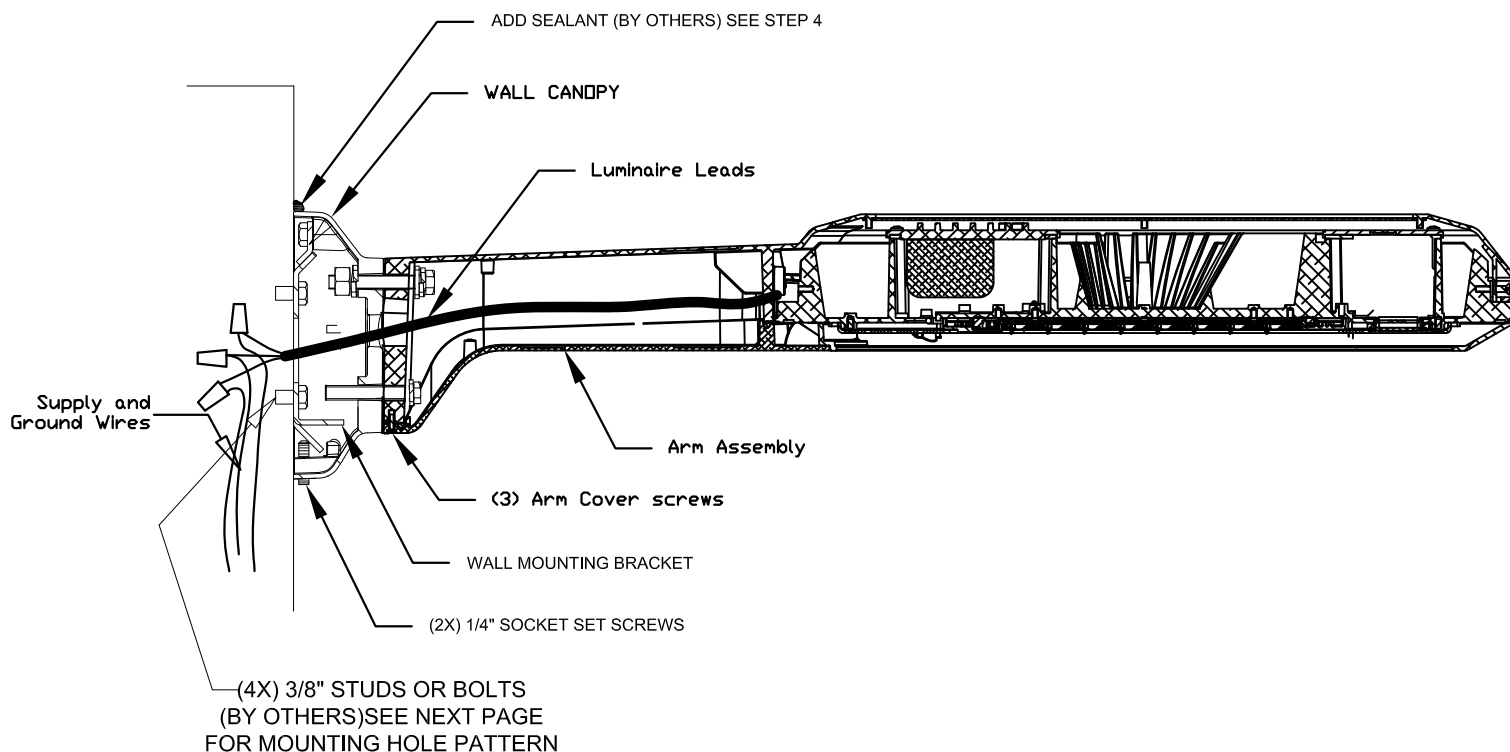 ADD SEALANT (BY OTHERS) SEE STEP 4
WALL CANOPY
Luminaire Leads
Supply and
Ground Wires
Arm Assembly
(3) Arm Cover screws
WALL MOUNTING BRACKET
(2X) 1/4" SOCKET SET SCREWS
(4X) 3/8" STUDS OR BOLTS
(BY OTHERS)SEE NEXT PAGE
FOR MOUNTING HOLE PATTERN